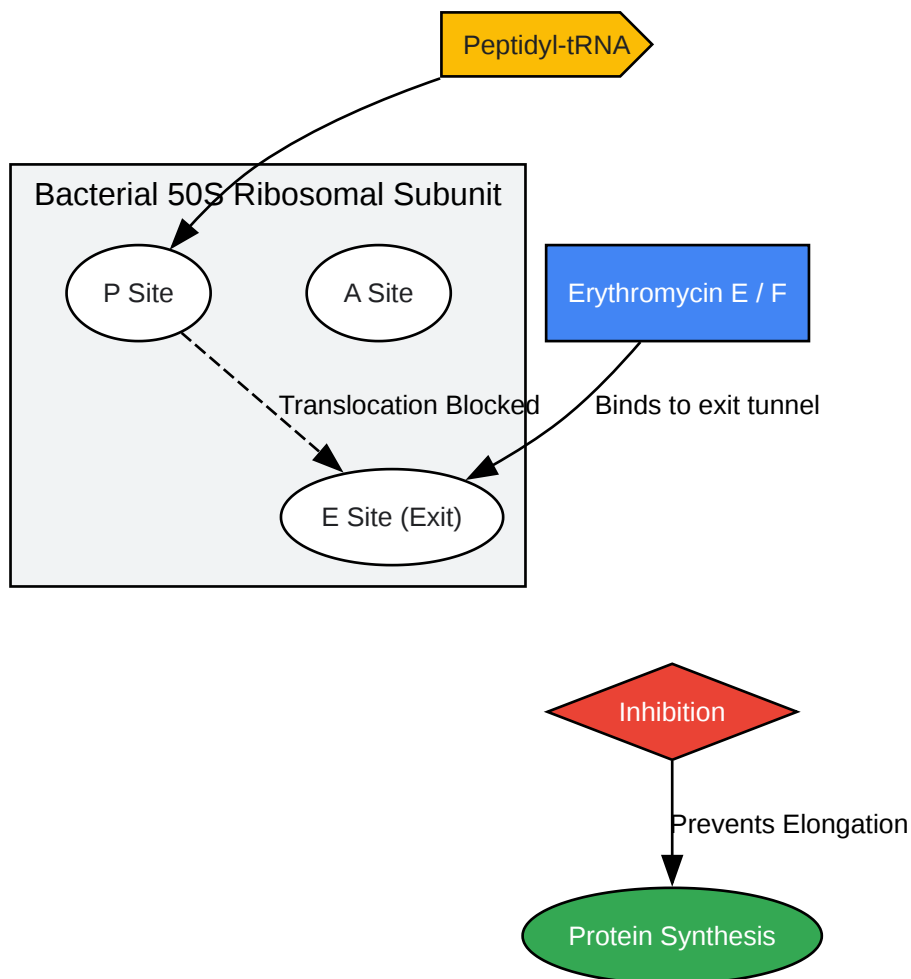 Peptidyl-tRNA
Bacterial 50S Ribosomal Subunit
P Site
A Site
Erythromycin E / F
Translocation Blocked
Binds to exit tunnel
E Site (Exit)
Inhibition
Prevents Elongation
Protein Synthesis